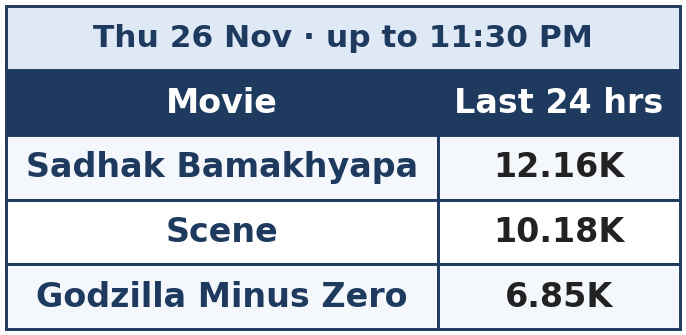 Thu 26 Nov · up to 11:30 PM
Movie Last 24 hrs
Sadhak Bamakhyapa 12.16K
Scene 10.18K
Godzilla Minus Zero 6.85K